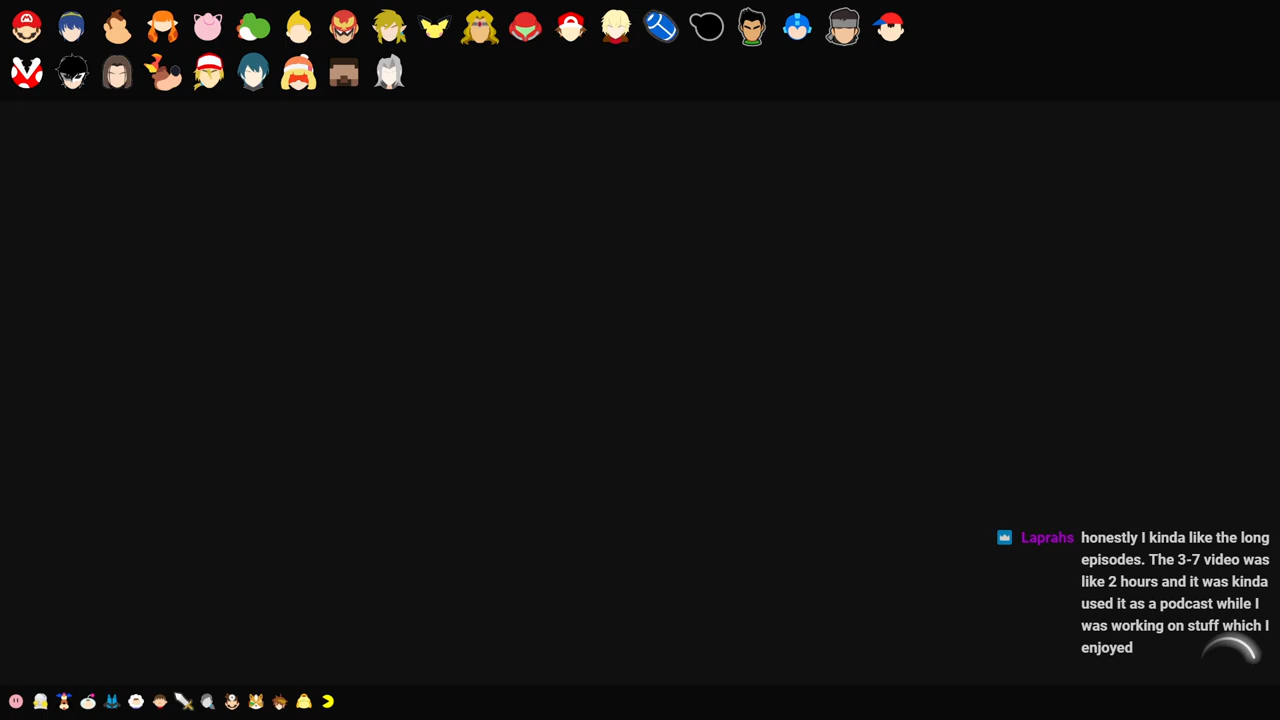 Laprahs honestly I kinda like the long
episodes. The 3-7 video was
like 2 hours and it was kinda
used it as a podcast while I
was working on stuff which I
enjoyed